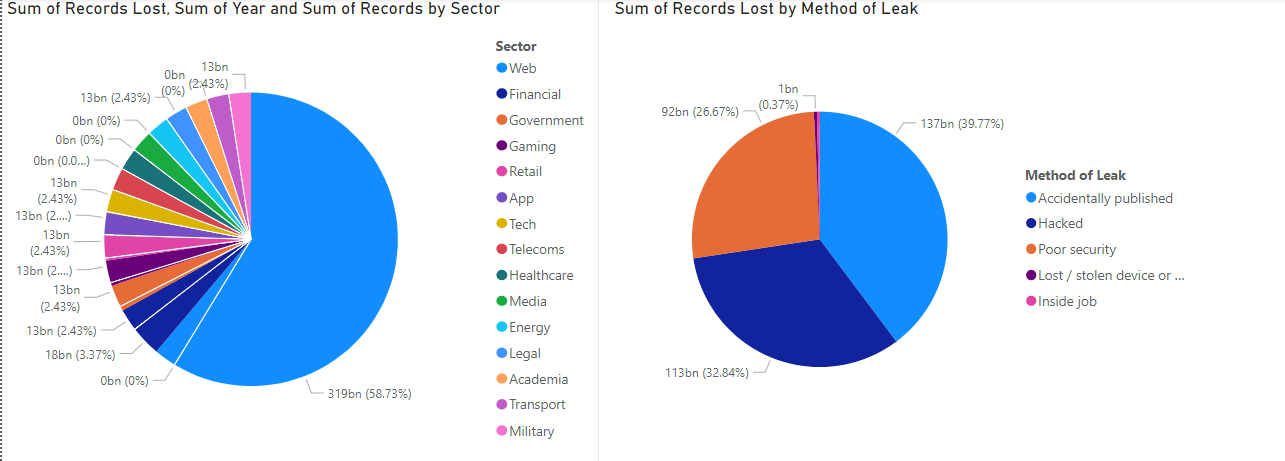 Sum of Records Lost, Sum of Year and Sum of Records by Sector
13bn
(2.43%)
0bn
(0%)
13bn (2.43%)
0bn (0%)
0bn (0%)
0bn (0.0...)
13bn
(2.43%)
13bn (2....)
13bn
(2.43%)
13bn (2....)
13bn
(2.43%)
13bn (2.43%)
18bn (3.37%)
0bn (0%)
319bn (58.73%)
Sector
Web
Financial
Government
Gaming
Retail
App
Tech
Telecoms
Healthcare
Media
Energy
Legal
Academia
Transport
Military
Sum of Records Lost by Method of Leak
1bn
(0.37%)
92bn (26.67%)
137bn (39.77%)
113bn (32.84%)
Method of Leak
Accidentally published
Hacked
Poor security
Lost / stolen device or ...
Inside job